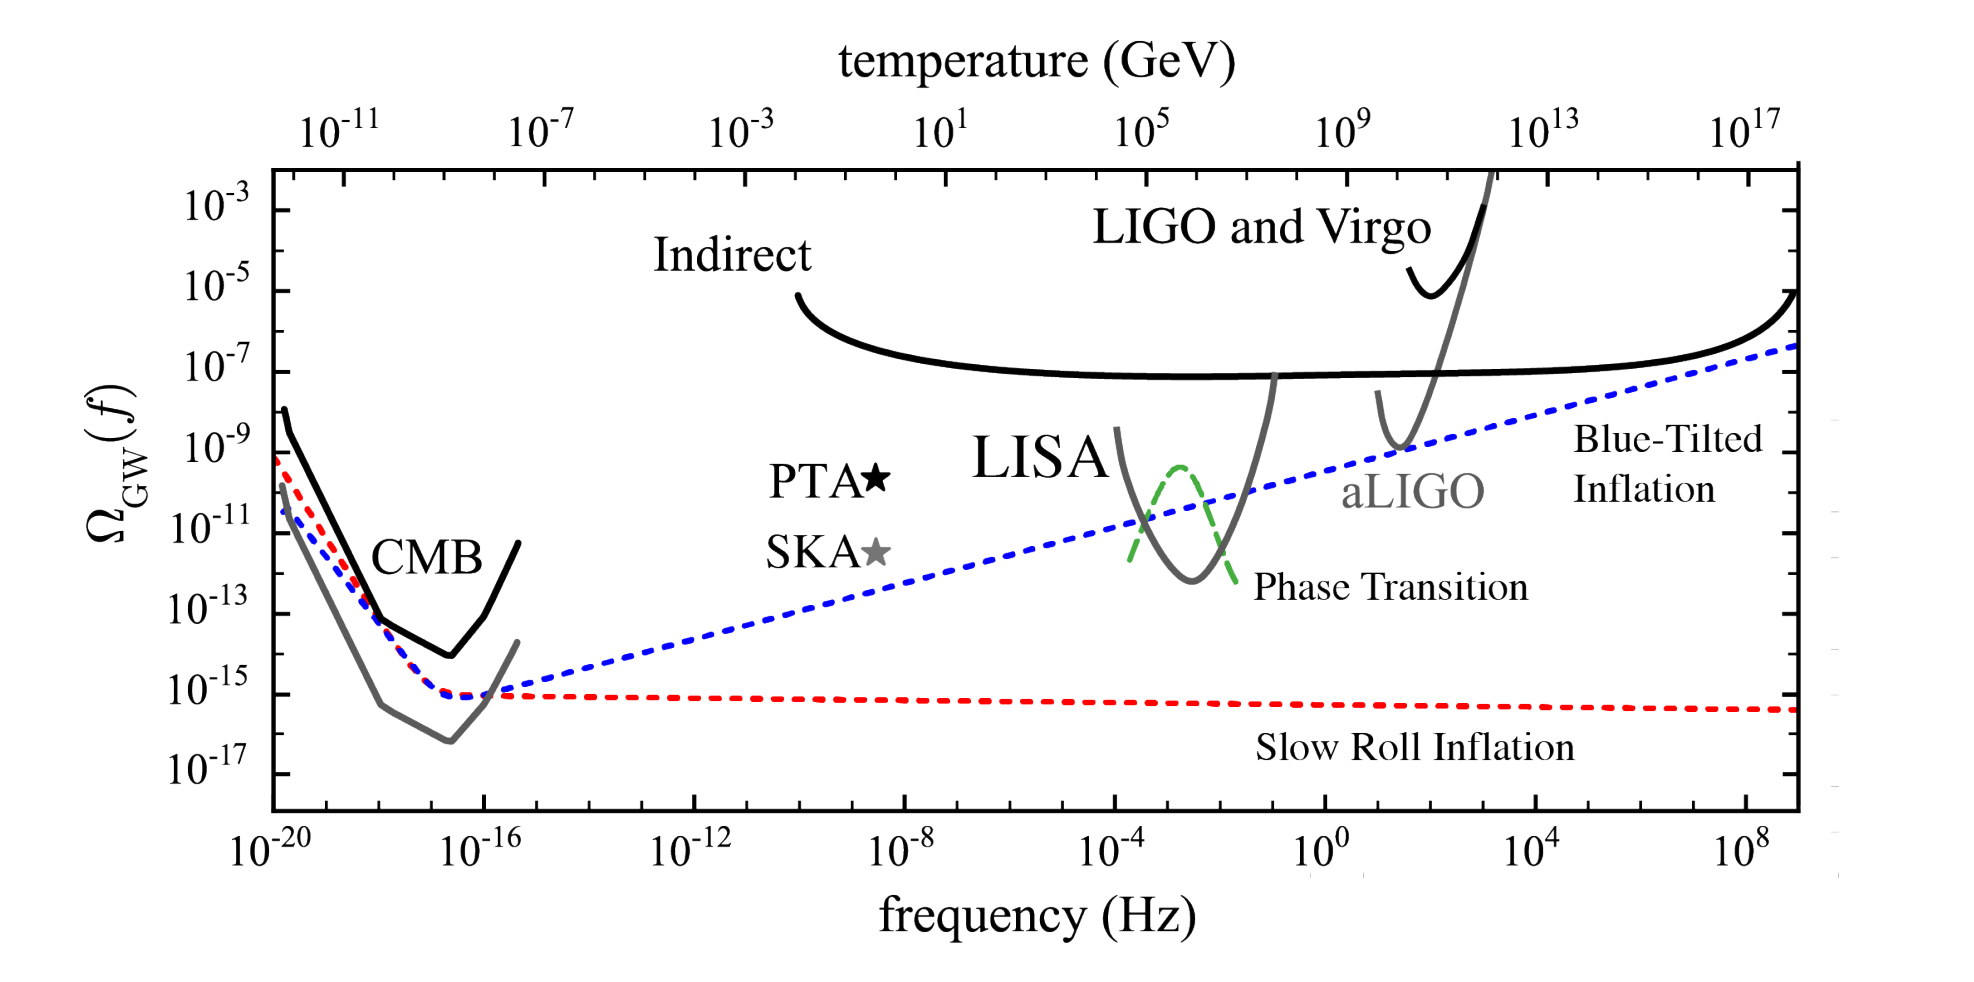 temperature (GeV)
10^-11 10^-7 10^-3 10^1 10^5 10^9 10^13 10^17
10^-3
10^-5
10^-7
10^-9
10^-11
10^-13
10^-15
10^-17
Ω_GW(f)
Indirect
LIGO and Virgo
LISA
PTA
SKA
CMB
aLIGO
Blue-Tilted
Inflation
Phase Transition
Slow Roll Inflation
10^-20 10^-16 10^-12 10^-8 10^-4 10^0 10^4 10^8
frequency (Hz)